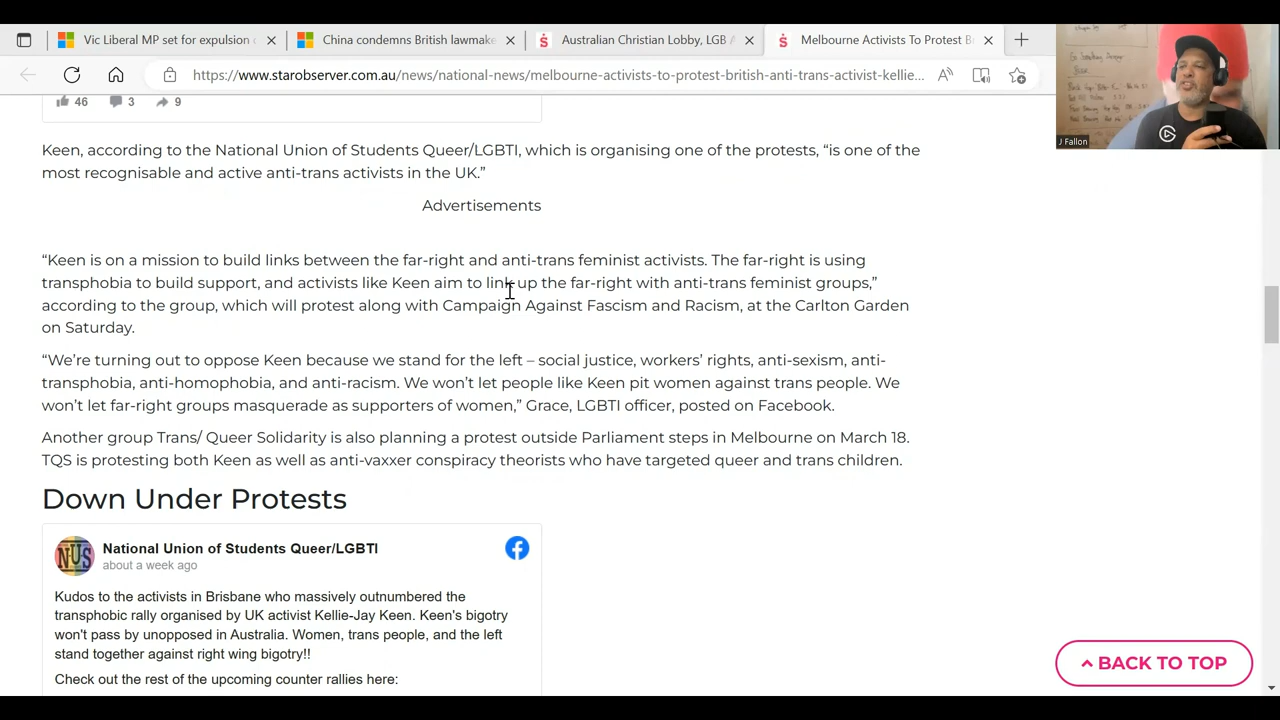 Vic Liberal MP set for expulsion o
China condemns British lawmake
Australian Christian Lobby, LGB A
Melbourne Activists To Protest B
https://www.starobserver.com.au/news/national-news/melbourne-activists-to-protest-british-anti-trans-activist-kellie...
J Fallon
46 3 9
Keen, according to the National Union of Students Queer/LGBTI, which is organising one of the protests, “is one of the
most recognisable and active anti-trans activists in the UK.”
Advertisements
“Keen is on a mission to build links between the far-right and anti-trans feminist activists. The far-right is using
transphobia to build support, and activists like Keen aim to link up the far-right with anti-trans feminist groups,”
according to the group, which will protest along with Campaign Against Fascism and Racism, at the Carlton Garden
on Saturday.
“We’re turning out to oppose Keen because we stand for the left – social justice, workers’ rights, anti-sexism, anti-
transphobia, anti-homophobia, and anti-racism. We won’t let people like Keen pit women against trans people. We
won’t let far-right groups masquerade as supporters of women,” Grace, LGBTI officer, posted on Facebook.
Another group Trans/ Queer Solidarity is also planning a protest outside Parliament steps in Melbourne on March 18.
TQS is protesting both Keen as well as anti-vaxxer conspiracy theorists who have targeted queer and trans children.
Down Under Protests
NUS
National Union of Students Queer/LGBTI
about a week ago
Kudos to the activists in Brisbane who massively outnumbered the
transphobic rally organised by UK activist Kellie-Jay Keen. Keen's bigotry
won't pass by unopposed in Australia. Women, trans people, and the left
stand together against right wing bigotry!!
Check out the rest of the upcoming counter rallies here:
BACK TO TOP